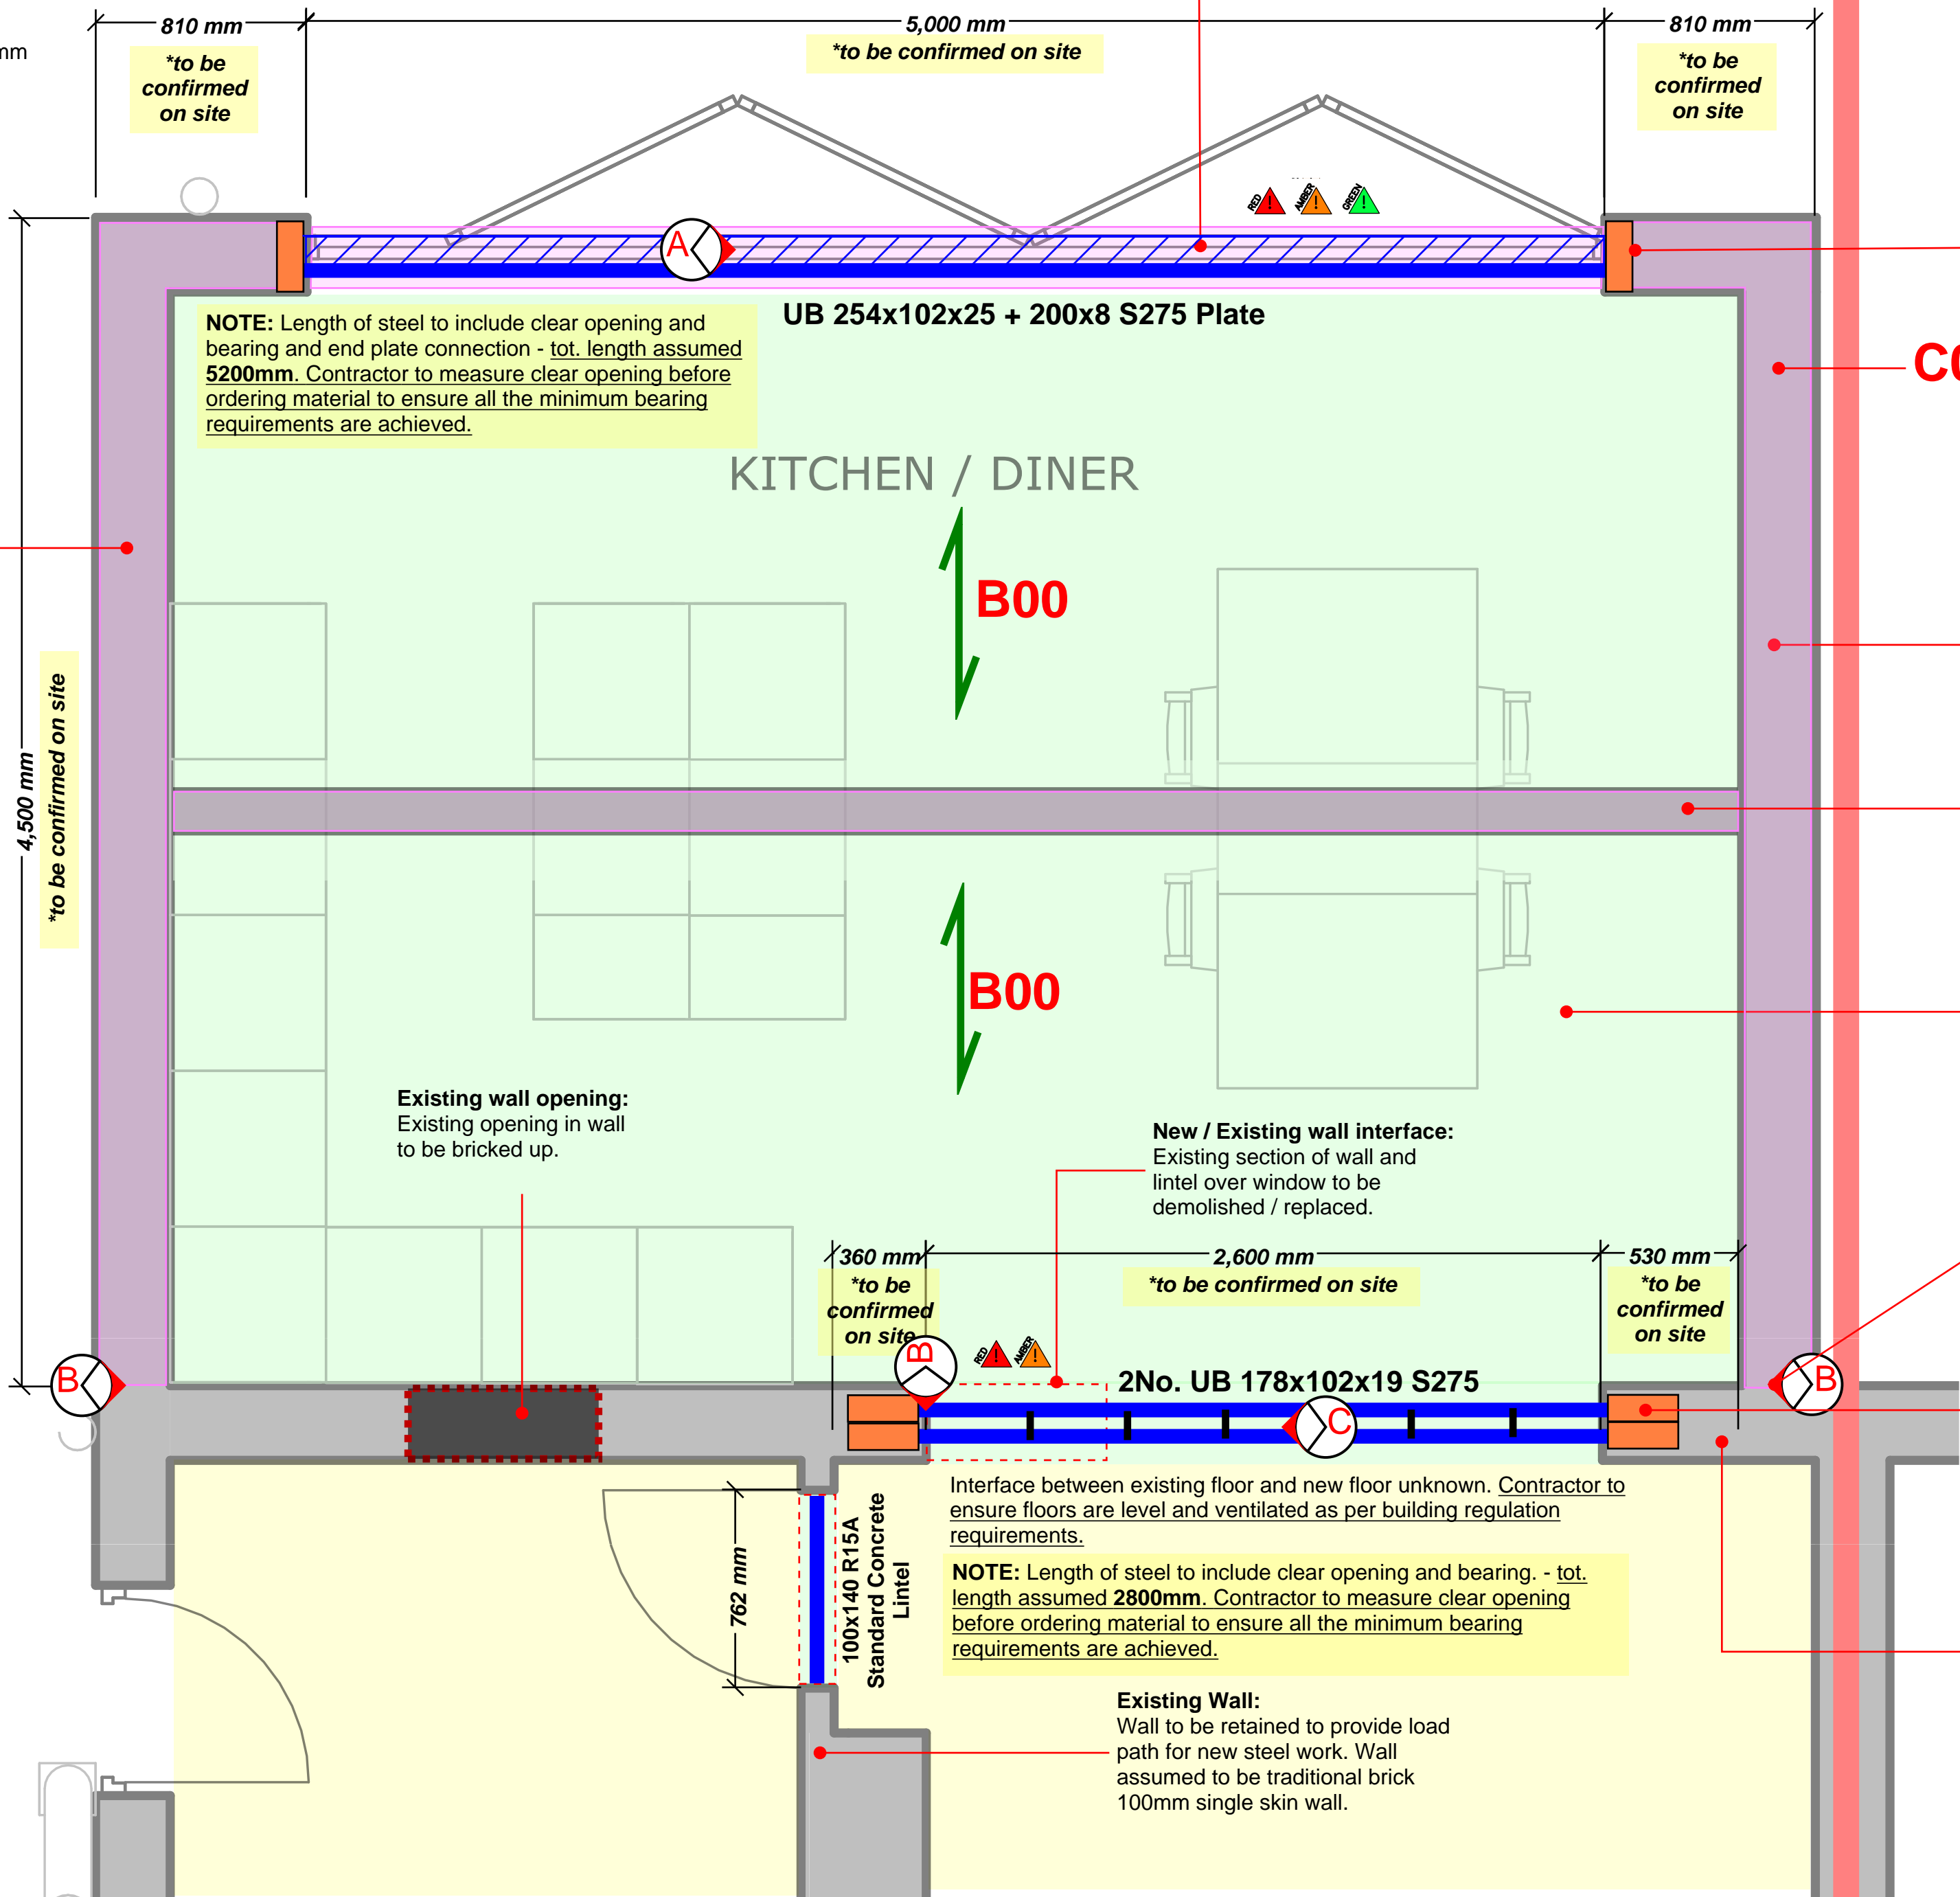 810 mm
5,000 mm
810 mm
mm
*to be
confirmed
on site
*to be confirmed on site
*to be
confirmed
on site
RED
AMBER
GREEN
A
UB 254x102x25 + 200x8 S275 Plate
NOTE: Length of steel to include clear opening and
bearing and end plate connection - tot. length assumed
5200mm. Contractor to measure clear opening before
ordering material to ensure all the minimum bearing
requirements are achieved.
C0
KITCHEN / DINER
B00
4,500 mm
*to be confirmed on site
B00
Existing wall opening:
Existing opening in wall
to be bricked up.
New / Existing wall interface:
Existing section of wall and
lintel over window to be
demolished / replaced.
360 mm
2,600 mm
530 mm
*to be
confirmed
on site
*to be confirmed on site
*to be
confirmed
on site
RED
AMBER
B
B
B
2No. UB 178x102x19 S275
C
Interface between existing floor and new floor unknown. Contractor to
ensure floors are level and ventilated as per building regulation
requirements.
762 mm
100x140 R15A
Standard Concrete
Lintel
NOTE: Length of steel to include clear opening and bearing. - tot.
length assumed 2800mm. Contractor to measure clear opening
before ordering material to ensure all the minimum bearing
requirements are achieved.
Existing Wall:
Wall to be retained to provide load
path for new steel work. Wall
assumed to be traditional brick
100mm single skin wall.